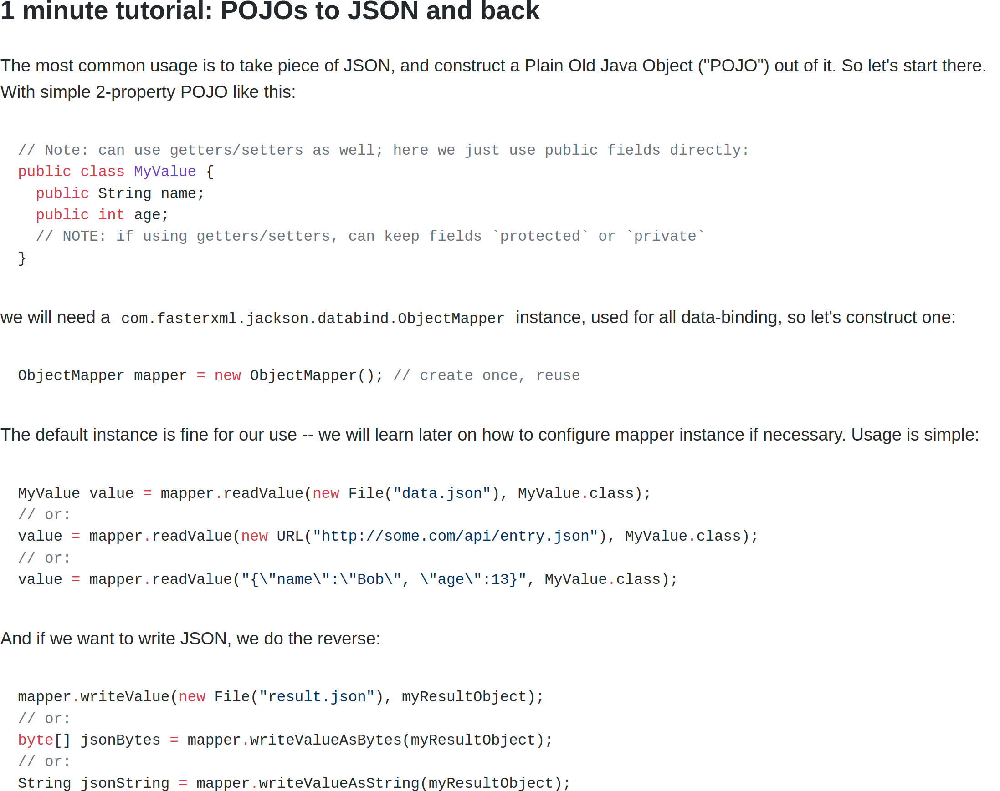 1 minute tutorial: POJOs to JSON and back
The most common usage is to take piece of JSON, and construct a Plain Old Java Object ("POJO") out of it. So let's start there.
With simple 2-property POJO like this:
// Note: can use getters/setters as well; here we just use public fields directly:
public class MyValue {
  public String name;
  public int age;
  // NOTE: if using getters/setters, can keep fields `protected` or `private`
}
we will need a com.fasterxml.jackson.databind.ObjectMapper instance, used for all data-binding, so let's construct one:
ObjectMapper mapper = new ObjectMapper(); // create once, reuse
The default instance is fine for our use -- we will learn later on how to configure mapper instance if necessary. Usage is simple:
MyValue value = mapper.readValue(new File("data.json"), MyValue.class);
// or:
value = mapper.readValue(new URL("http://some.com/api/entry.json"), MyValue.class);
// or:
value = mapper.readValue("{\"name\":\"Bob\", \"age\":13}", MyValue.class);
And if we want to write JSON, we do the reverse:
mapper.writeValue(new File("result.json"), myResultObject);
// or:
byte[] jsonBytes = mapper.writeValueAsBytes(myResultObject);
// or:
String jsonString = mapper.writeValueAsString(myResultObject);